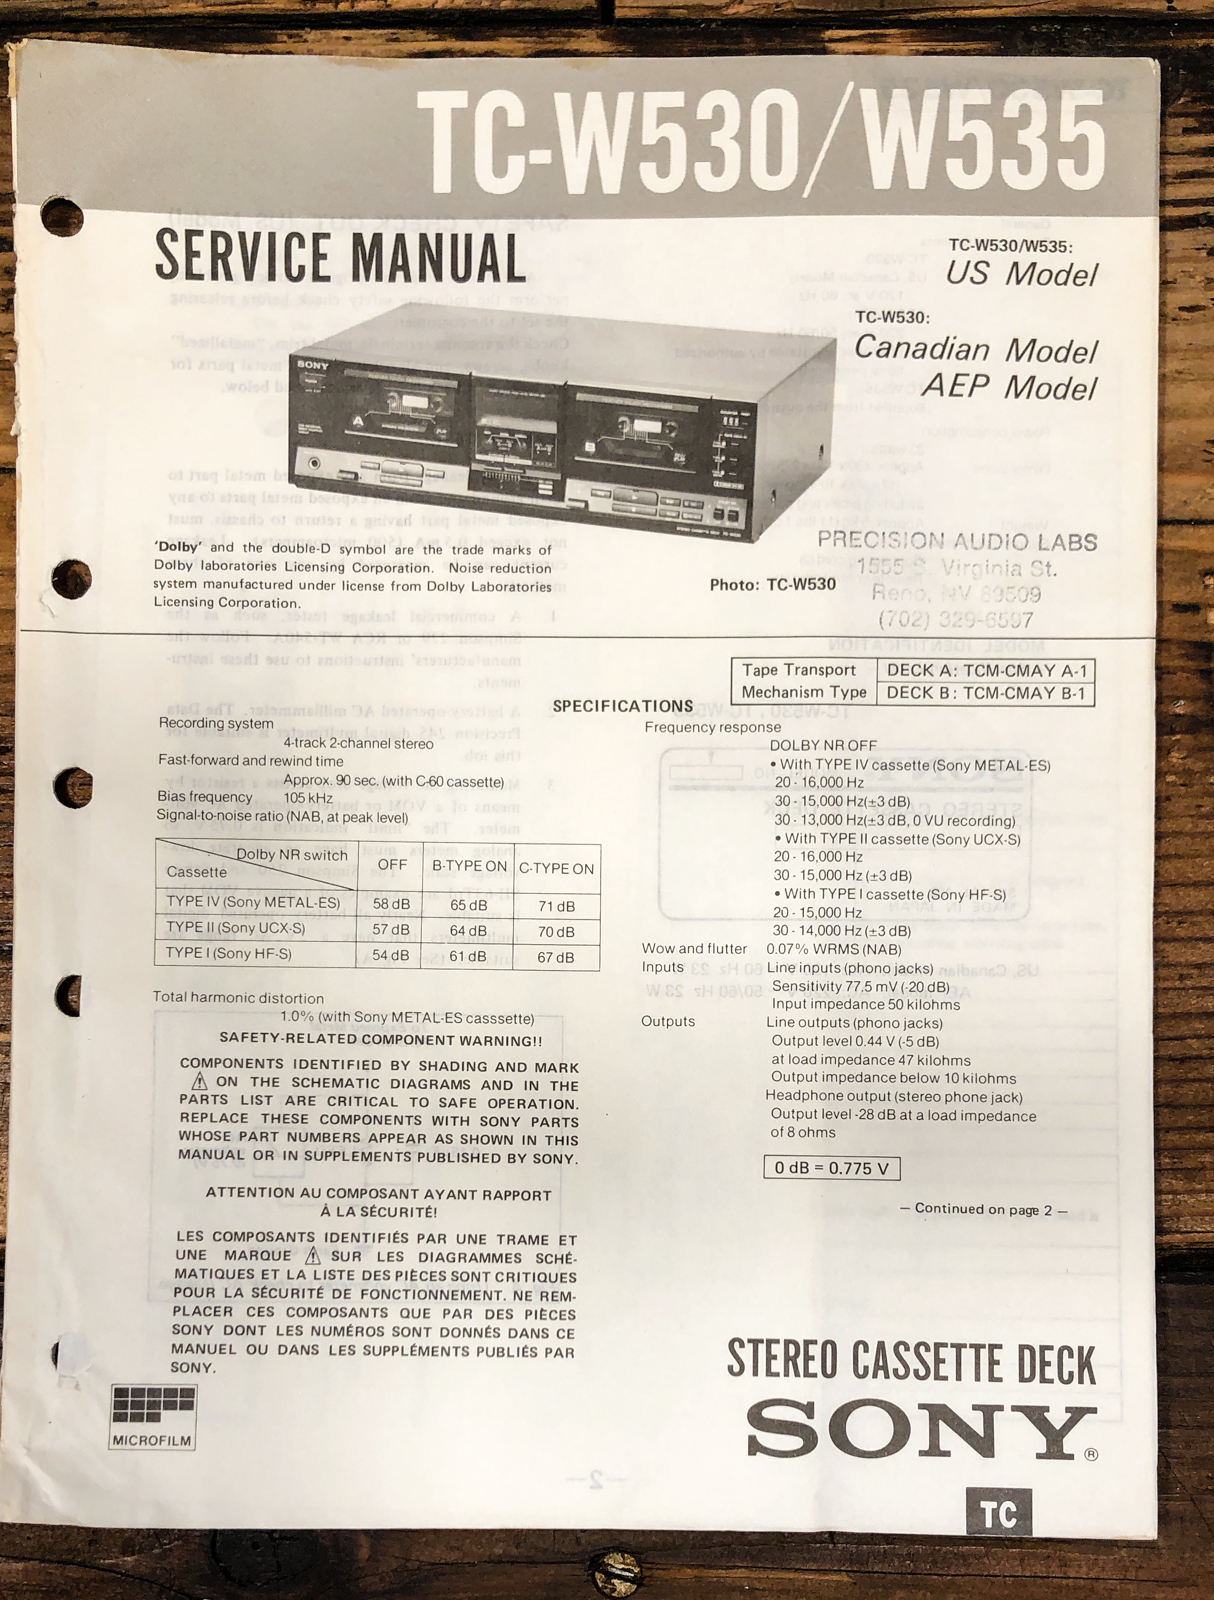 TC-W530/W535
SERVICE MANUAL
TC-W530/W535:
US Model
TC-W530:
Canadian Model
AEP Model
SONY
A
B
'Dolby' and the double-D symbol are the trade marks of
Dolby laboratories Licensing Corporation. Noise reduction
system manufactured under license from Dolby Laboratories
Licensing Corporation.
Photo: TC-W530
PRECISION AUDIO LABS
1555 S. Virginia St.
Reno, NV 89509
(702) 329-6597
Tape Transport Mechanism Type
DECK A: TCM-CMAY A-1
DECK B: TCM-CMAY B-1
SPECIFICATIONS
Recording system
4-track 2-channel stereo
Fast-forward and rewind time
Approx. 90 sec. (with C-60 cassette)
Bias frequency 105 kHz
Signal-to-noise ratio (NAB, at peak level)
Dolby NR switch
Cassette
OFF B-TYPE ON C-TYPE ON
TYPE IV (Sony METAL-ES) 58 dB 65 dB 71 dB
TYPE II (Sony UCX-S) 57 dB 64 dB 70 dB
TYPE I (Sony HF-S) 54 dB 61 dB 67 dB
Total harmonic distortion
1.0% (with Sony METAL-ES casssette)
SAFETY-RELATED COMPONENT WARNING!!
COMPONENTS IDENTIFIED BY SHADING AND MARK
⚠ ON THE SCHEMATIC DIAGRAMS AND IN THE
PARTS LIST ARE CRITICAL TO SAFE OPERATION.
REPLACE THESE COMPONENTS WITH SONY PARTS
WHOSE PART NUMBERS APPEAR AS SHOWN IN THIS
MANUAL OR IN SUPPLEMENTS PUBLISHED BY SONY.
ATTENTION AU COMPOSANT AYANT RAPPORT
À LA SÉCURITÉ!
LES COMPOSANTS IDENTIFIÉS PAR UNE TRAME ET
UNE MARQUE ⚠ SUR LES DIAGRAMMES SCHÉ-
MATIQUES ET LA LISTE DES PIÈCES SONT CRITIQUES
POUR LA SÉCURITÉ DE FONCTIONNEMENT. NE REM-
PLACER CES COMPOSANTS QUE PAR DES PIÈCES
SONY DONT LES NUMÉROS SONT DONNÉS DANS CE
MANUEL OU DANS LES SUPPLÉMENTS PUBLIÉS PAR
SONY.
Frequency response
DOLBY NR OFF
• With TYPE IV cassette (Sony METAL-ES)
20 - 16,000 Hz
30 - 15,000 Hz(±3 dB)
30 - 13,000 Hz(±3 dB, 0 VU recording)
• With TYPE II cassette (Sony UCX-S)
20 - 16,000 Hz
30 - 15,000 Hz (±3 dB)
• With TYPE I cassette (Sony HF-S)
20 - 15,000 Hz
30 - 14,000 Hz (±3 dB)
Wow and flutter 0.07% WRMS (NAB)
Inputs Line inputs (phono jacks)
Sensitivity 77.5 mV (-20 dB)
Input impedance 50 kilohms
Outputs Line outputs (phono jacks)
Output level 0.44 V (-5 dB)
at load impedance 47 kilohms
Output impedance below 10 kilohms
Headphone output (stereo phone jack)
Output level -28 dB at a load impedance
of 8 ohms
0 dB = 0.775 V
— Continued on page 2 —
MICROFILM
STEREO CASSETTE DECK
SONY®
TC